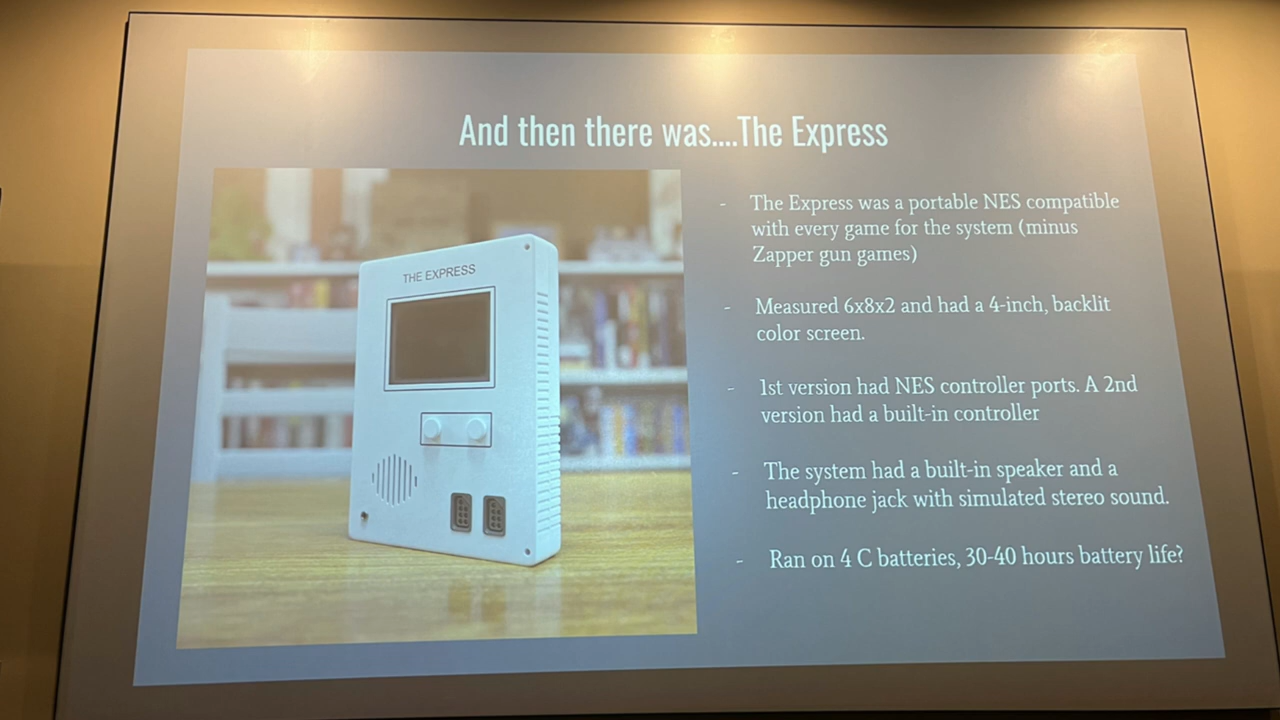 And then there was....The Express
THE EXPRESS
- The Express was a portable NES compatible
with every game for the system (minus
Zapper gun games)
- Measured 6x8x2 and had a 4-inch, backlit
color screen.
- 1st version had NES controller ports. A 2nd
version had a built-in controller
- The system had a built-in speaker and a
headphone jack with simulated stereo sound.
- Ran on 4 C batteries, 30-40 hours battery life?